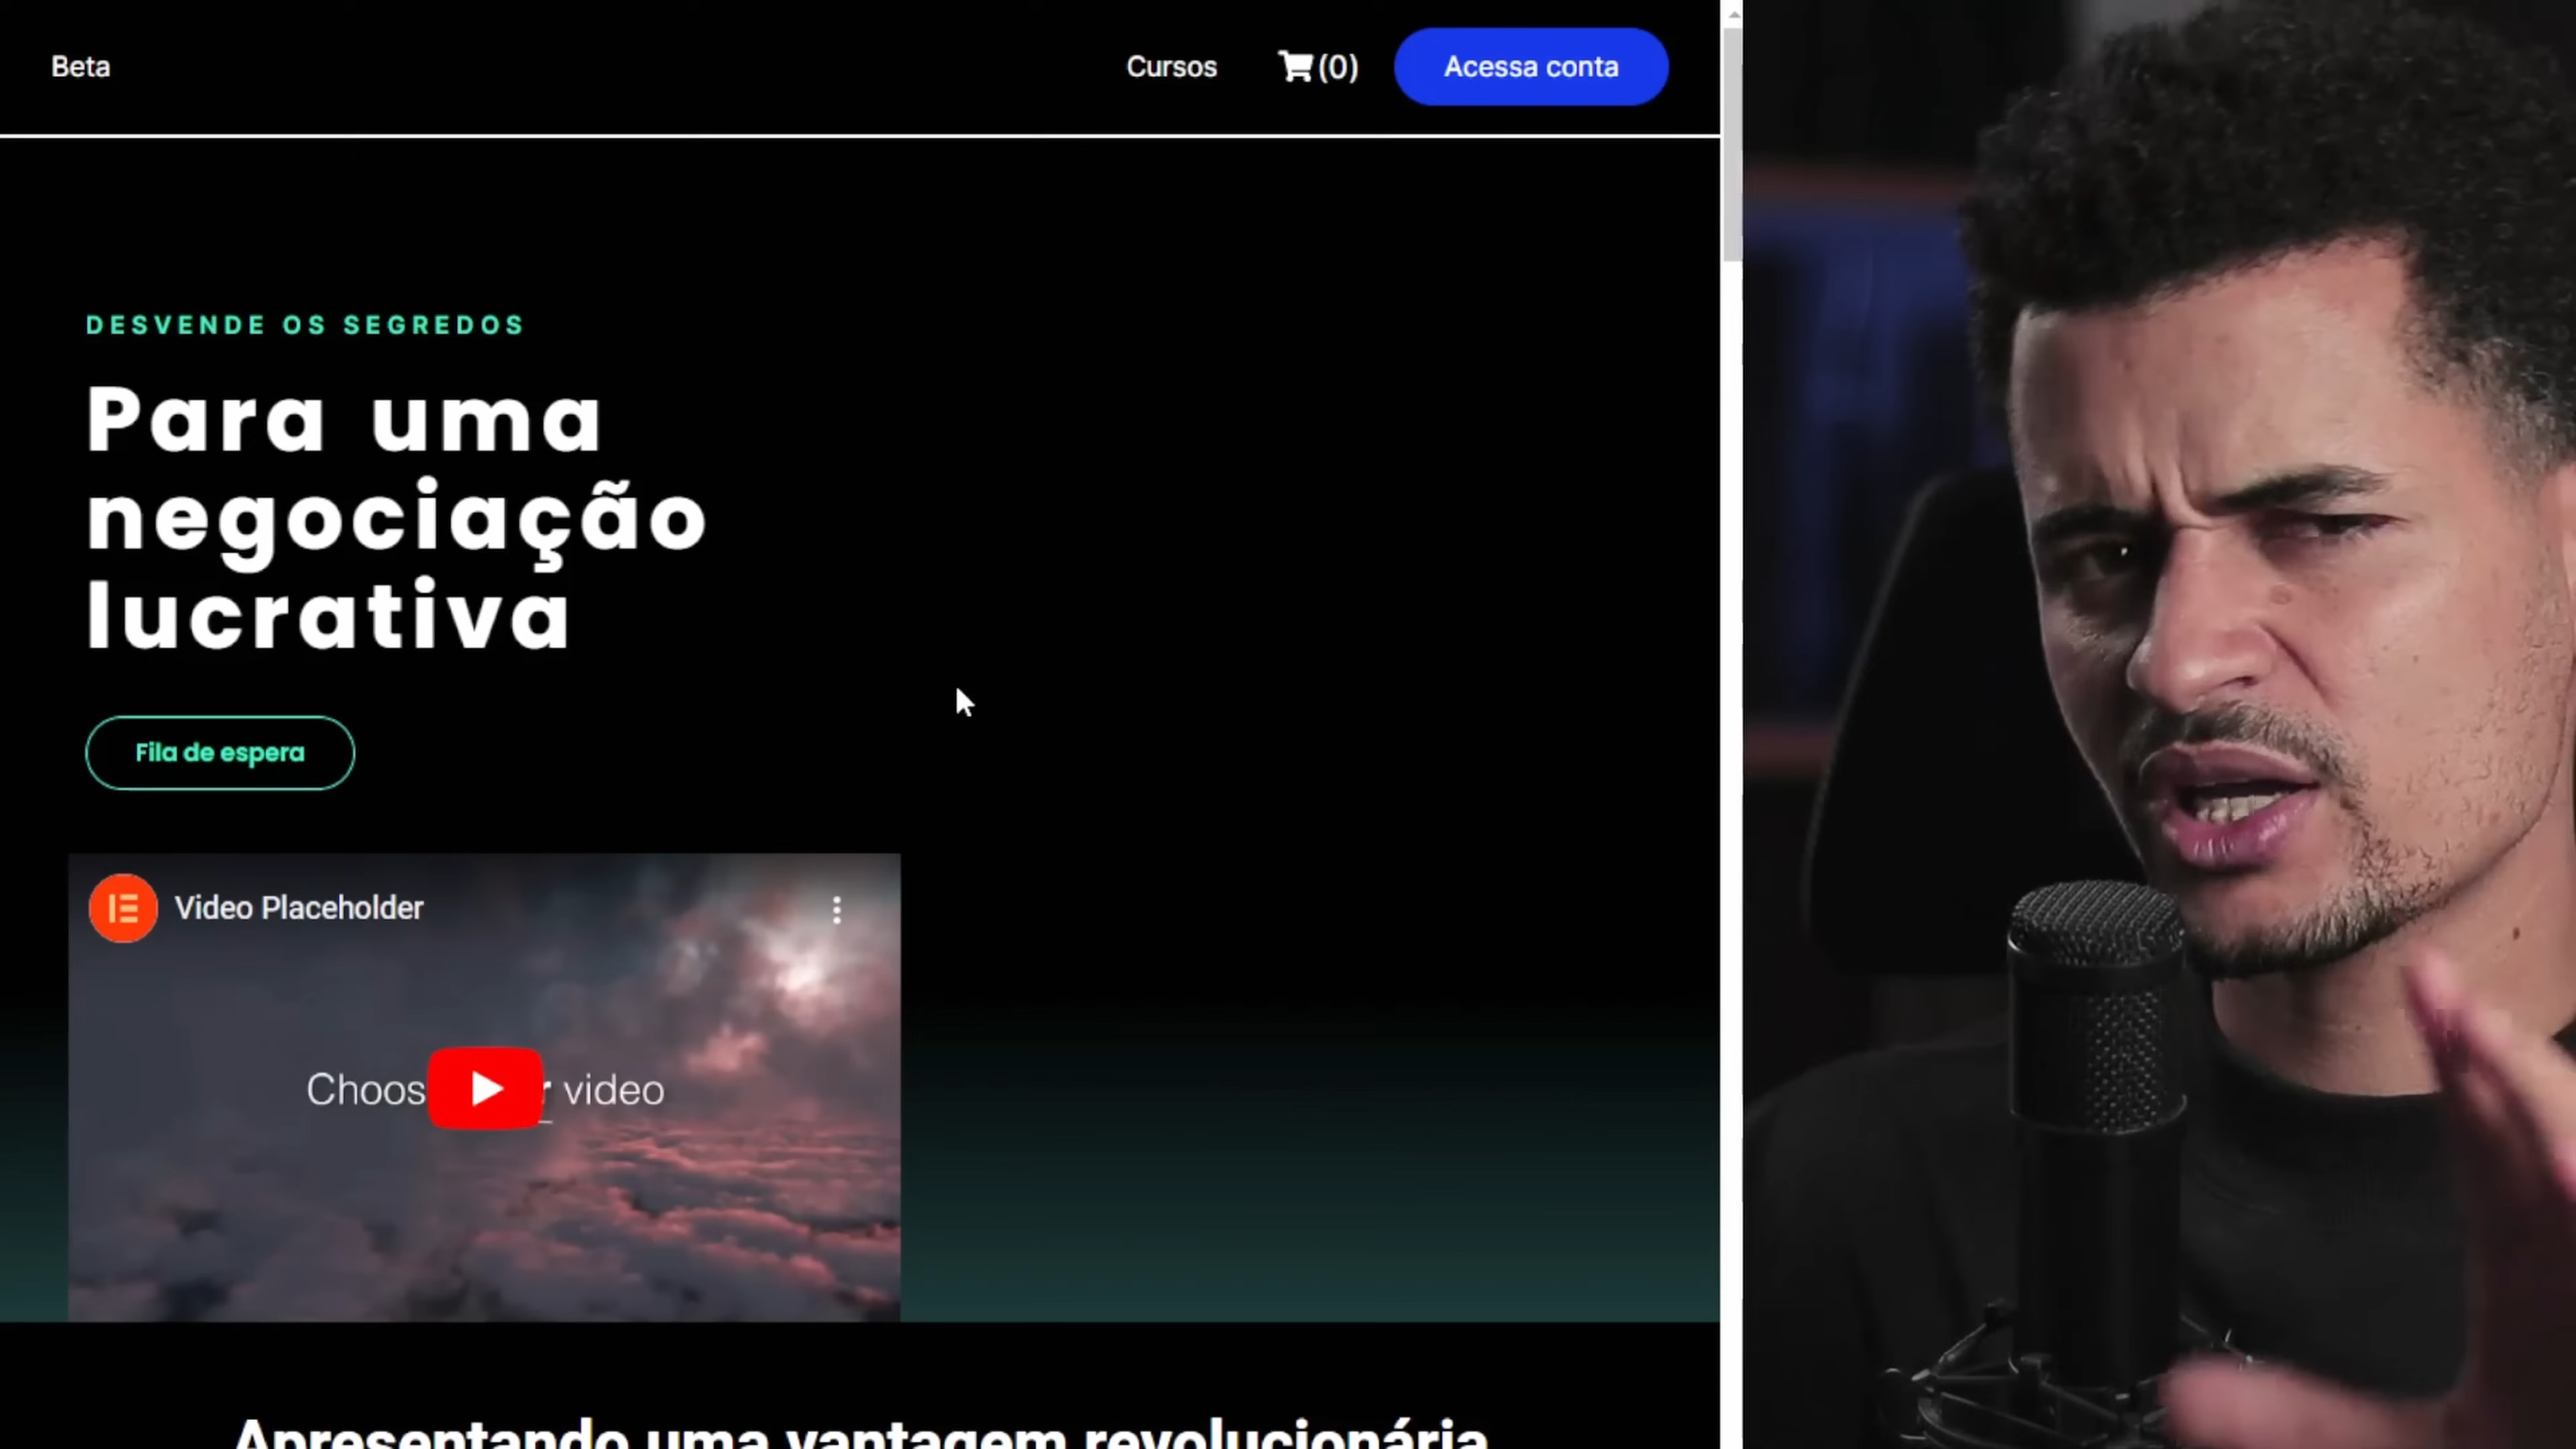 Beta
Cursos
(0)
Acessa conta
DESVENDE OS SEGREDOS
Para uma
negociação
lucrativa
Fila de espera
Video Placeholder
video
Apresentando uma vantagem revolucionária